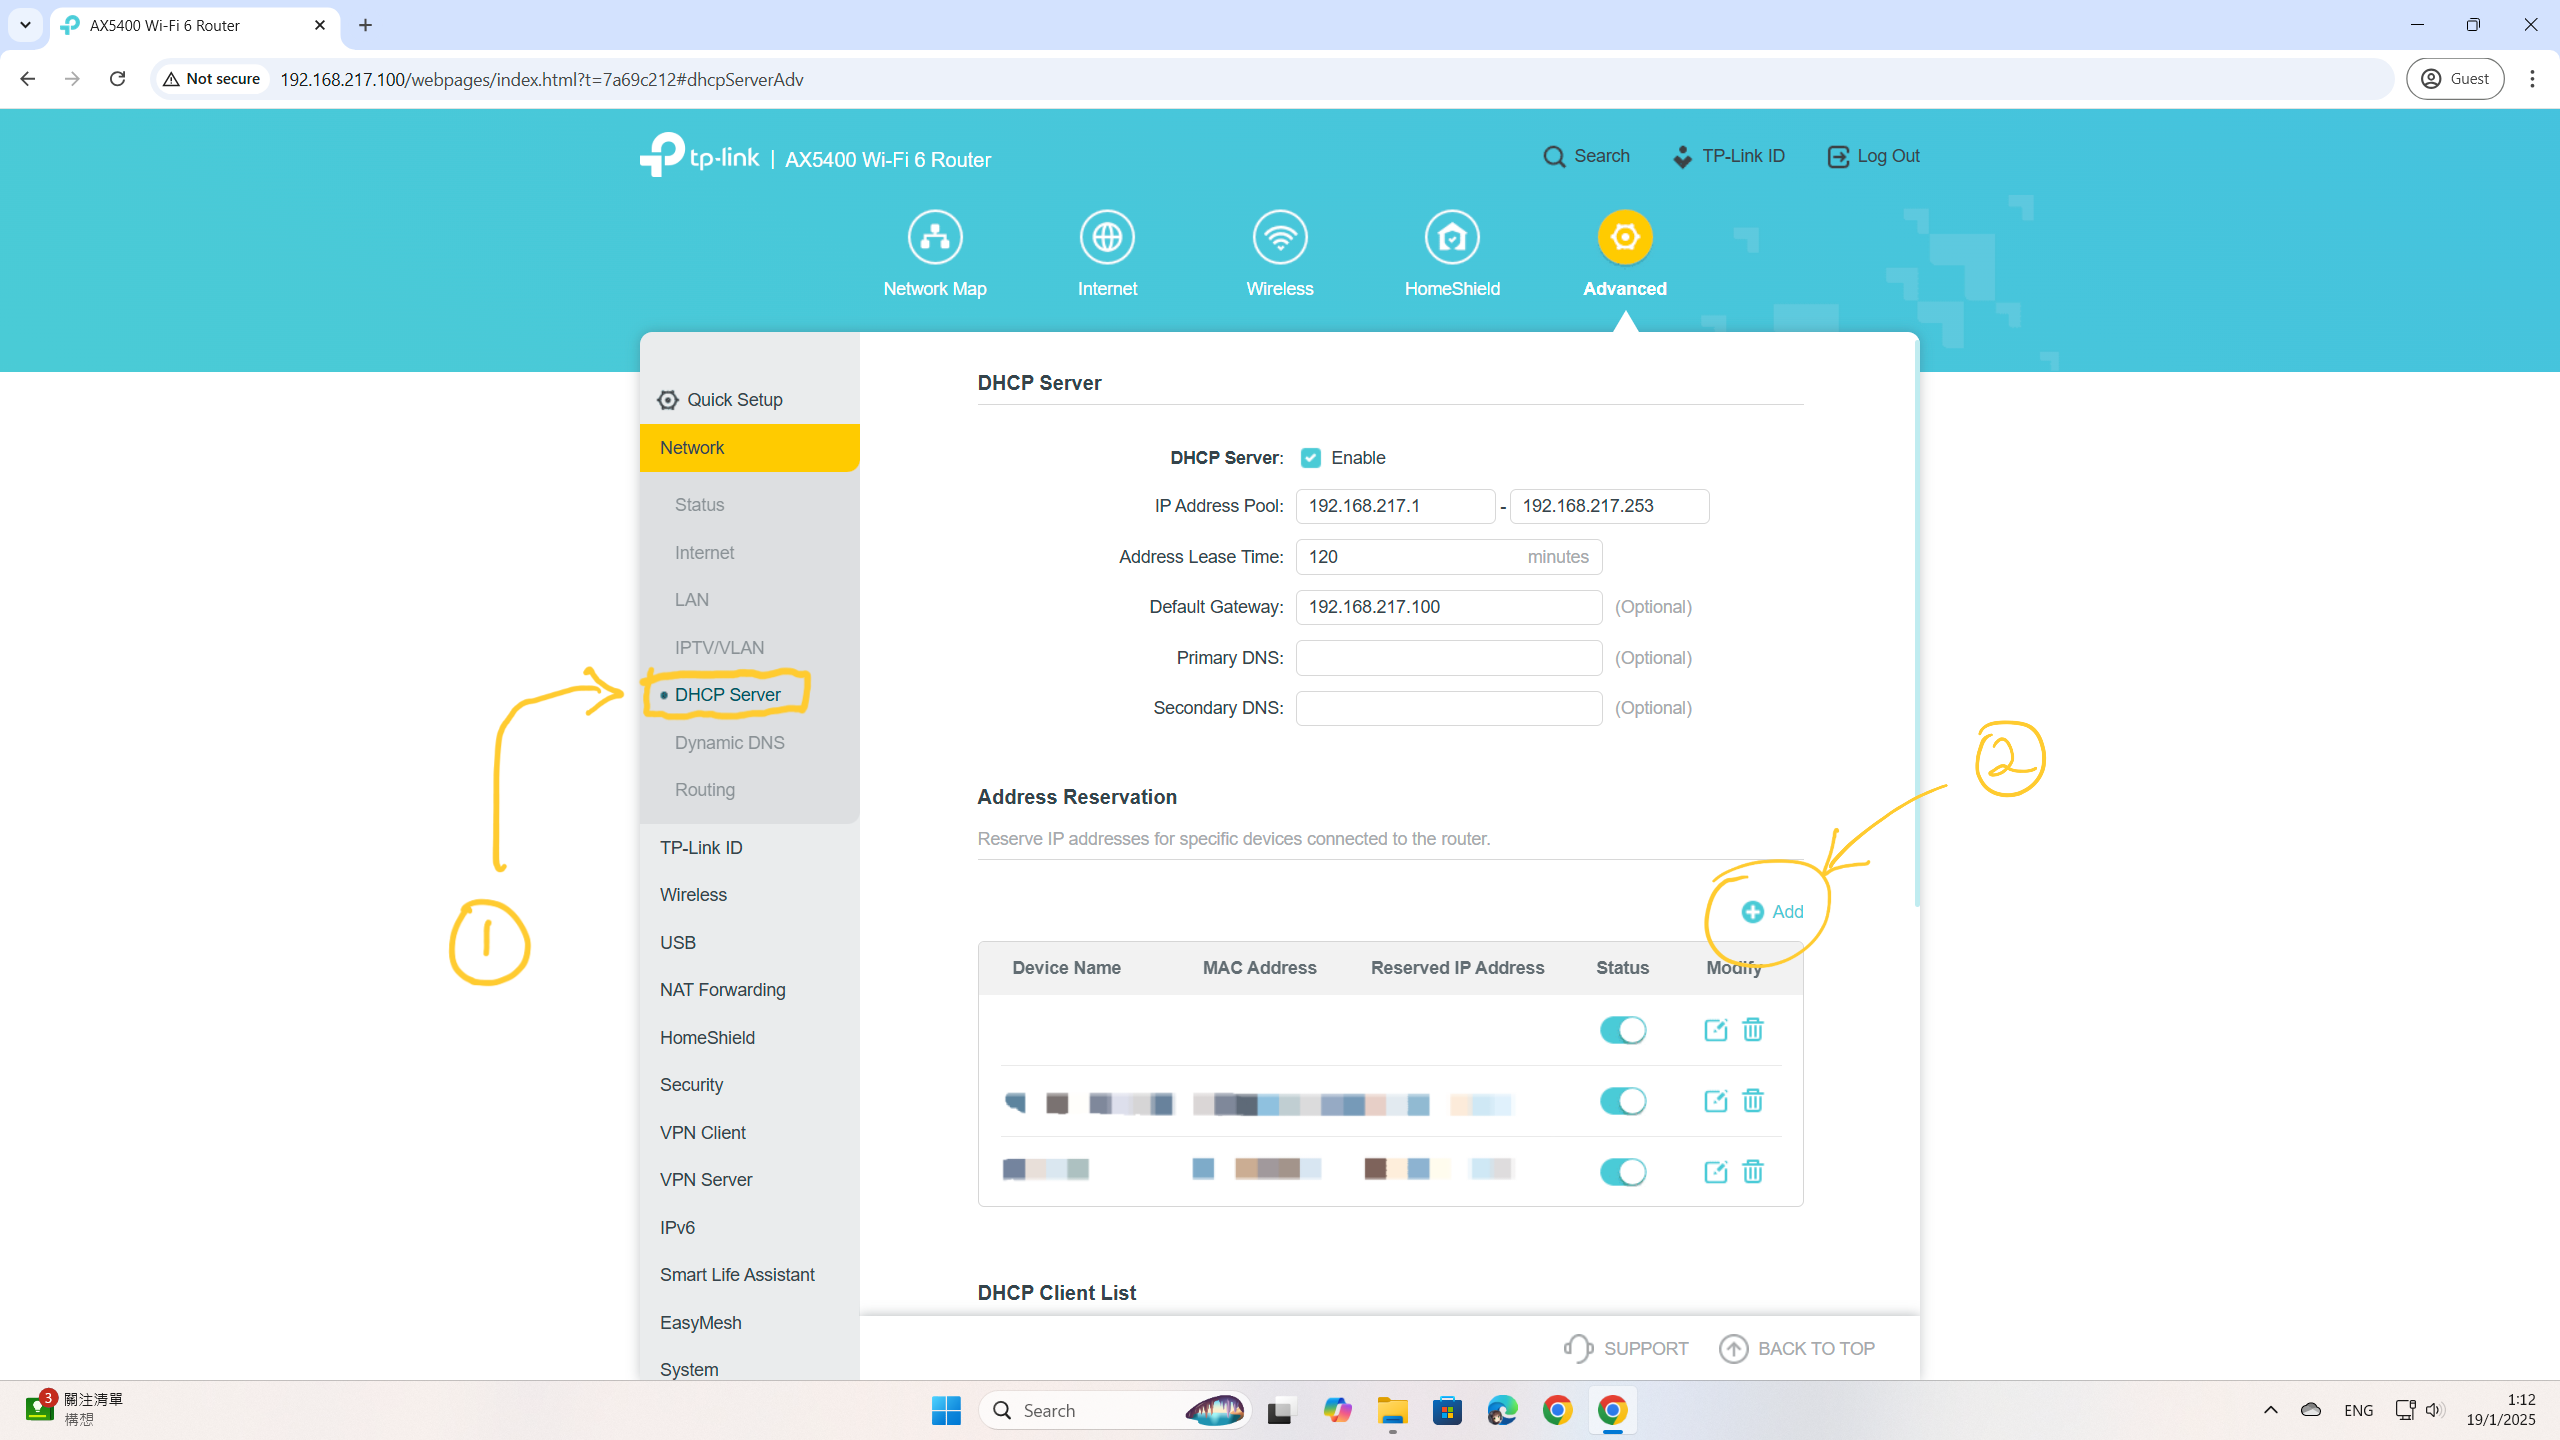 AX5400 Wi-Fi 6 Router
Not secure 192.168.217.100/webpages/index.html?t=7a69c212#dhcpServerAdv Guest
tp-link | AX5400 Wi-Fi 6 Router
Search TP-Link ID Log Out
Network Map Internet Wireless HomeShield Advanced
Quick Setup
Network
Status
Internet
LAN
IPTV/VLAN
DHCP Server
Dynamic DNS
Routing
TP-Link ID
Wireless
USB
NAT Forwarding
HomeShield
Security
VPN Client
VPN Server
IPv6
Smart Life Assistant
EasyMesh
System
1
DHCP Server
DHCP Server: Enable
IP Address Pool: 192.168.217.1 - 192.168.217.253
Address Lease Time: 120 minutes
Default Gateway: 192.168.217.100 (Optional)
Primary DNS: (Optional)
Secondary DNS: (Optional)
2
Address Reservation
Reserve IP addresses for specific devices connected to the router.
Add
Device Name MAC Address Reserved IP Address Status Modify
DHCP Client List
SUPPORT BACK TO TOP
3 關注清單
構想
Search
ENG
1:12
19/1/2025